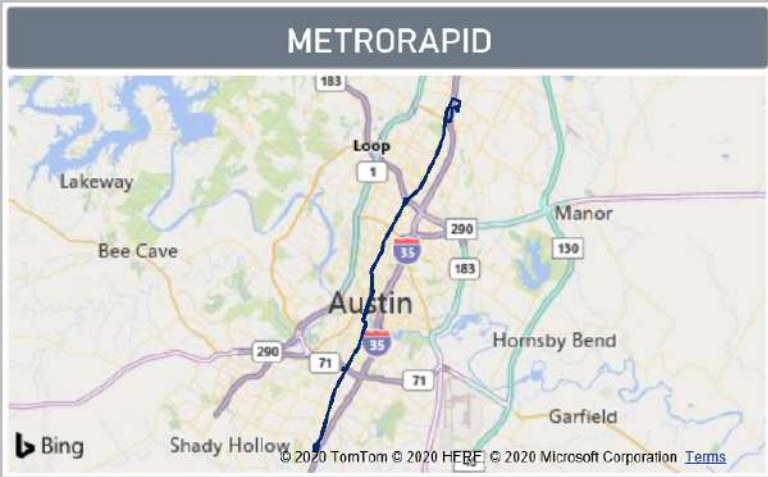 METRORAPID
183
Loop
1
Lakeway
Manor
290
Bee Cave
35
130
183
Austin
Hornsby Bend
35
290
71
71
Garfield
Bing
Shady Hollow
© 2020 TomTom © 2020 HERE, © 2020 Microsoft Corporation Terms